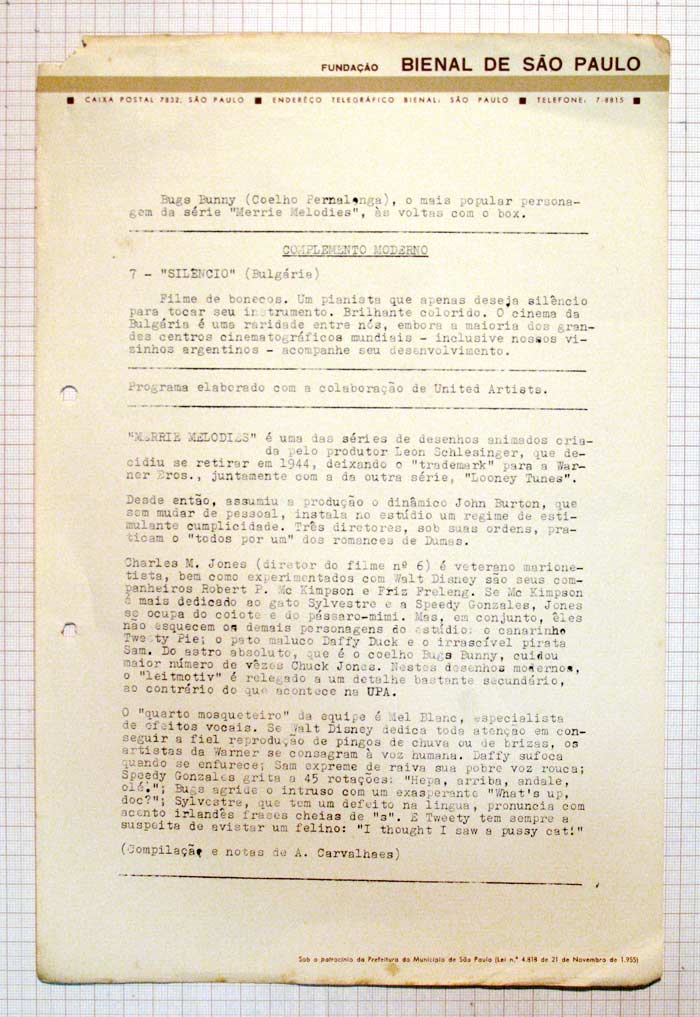 FUNDAÇÃO BIENAL DE SÃO PAULO
■ CAIXA POSTAL 7832, SÃO PAULO ■ ENDERÊÇO TELEGRÁFICO BIENAL: SÃO PAULO ■ TELEFONE: 7-8815 ■
Bugs Bunny (Coelho Pernalonga), o mais popular persona-
gem da série "Merrie Melodies", às voltas com o box.
COMPLEMENTO MODERNO
7 - "SILÊNCIO" (Bulgária)
Filme de bonecos. Um pianista que apenas deseja silêncio
para tocar seu instrumento. Brilhante colorido. O cinema da
Bulgária é uma raridade entre nós, embora a maioria dos gran-
des centros cinematográficos mundiais - inclusive nossos vi-
zinhos argentinos - acompanhe seu desenvolvimento.
Programa elaborado com a colaboração de United Artists.
"MERRIE MELODIES" é uma das séries de desenhos animados cria-
da pelo produtor Leon Schlesinger, que de-
cidiu se retirar em 1944, deixando o "trademark" para a War-
ner Bros., juntamente com a da outra série, "Looney Tunes".
Desde então, assumiu a produção o dinâmico John Burton, que
sem mudar de pessoal, instala no estúdio um regime de esti-
mulante cumplicidade. Três diretores, sob suas ordens, pra-
ticam o "todos por um" dos romances de Dumas.
Charles M. Jones (diretor do filme nº 6) é veterano marione-
tista, bem como experimentados com Walt Disney são seus com-
panheiros Robert P. Mc Kimpson e Friz Freleng. Se Mc Kimpson
é mais dedicado ao gato Sylvestre e a Speedy Gonzales, Jones
se ocupa do coiote e do pássaro-mimi. Mas, em conjunto, êles
não esquecem os demais personagens do estúdio: o canarinho
Tweety Pie; o pato maluco Daffy Duck e o irrascível pirata
Sam. Do astro absoluto, que é o coelho Bugs Bunny, cuidou
maior número de vêzes Chuck Jones. Nestes desenhos modernos,
o "leitmotiv" é relegado a um detalhe bastante secundário,
ao contrário do que acontece na UPA.
O "quarto mosqueteiro" da equipe é Mel Blanc, especialista
de efeitos vocais. Se Walt Disney dedica toda atenção em con-
seguir a fiel reprodução de pingos de chuva ou de brizas, os
artistas da Warner se consagram à voz humana. Daffy sufoca
quando se enfurece; Sam expreme de raiva sua pobre voz rouca;
Speedy Gonzales grita a 45 rotações: "Hepa, arriba, andale,
olé!"; Bugs agride o intruso com um exasperante "What's up,
doc?"; Sylvestre, que tem um defeito na lingua, pronuncia com
acento irlandês frases cheias de "s". E Tweety tem sempre a
suspeita de avistar um felino: "I thought I saw a pussy cat!"
(Compilação e notas de A. Carvalhaes)
Sob o patrocínio da Prefeitura do Município de São Paulo (Lei n.º 4.818 de 21 de Novembro de 1.955)